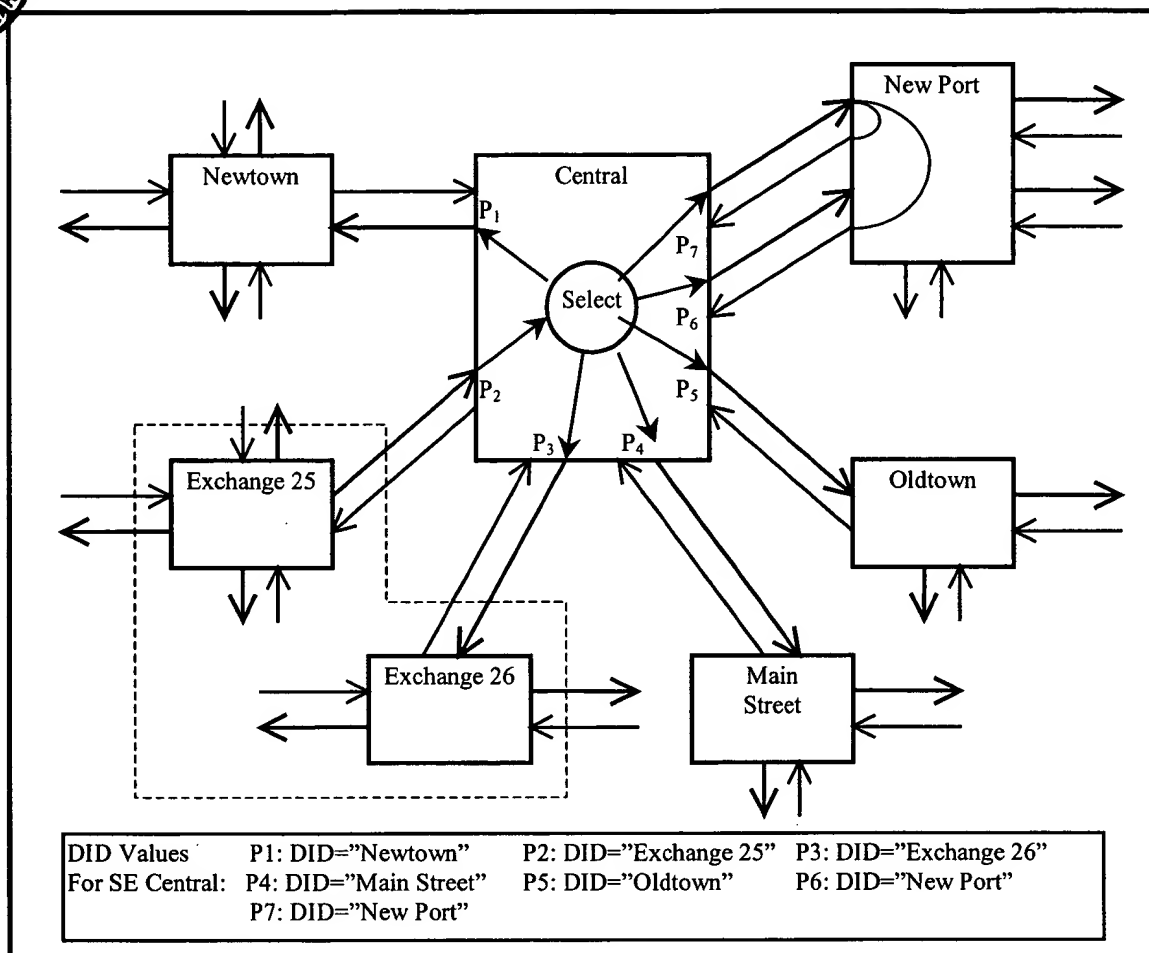 New Port
Newtown
Central
P1
P7
Select
P6
P2
P5
P3
P4
Exchange 25
Oldtown
Exchange 26
Main
Street
DID Values P1: DID="Newtown" P2: DID="Exchange 25" P3: DID="Exchange 26"
For SE Central: P4: DID="Main Street" P5: DID="Oldtown" P6: DID="New Port"
P7: DID="New Port"